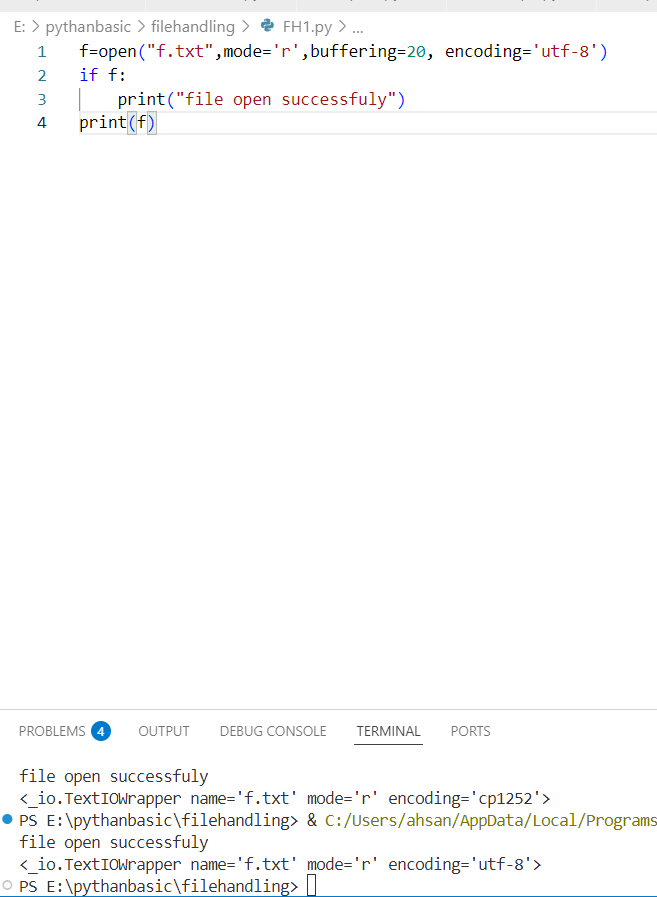 E: > pythanbasic > filehandling > FH1.py > ...
1 f=open("f.txt",mode='r',buffering=20, encoding='utf-8')
2 if f:
3     print("file open successfuly")
4 print(f)
PROBLEMS 4 OUTPUT DEBUG CONSOLE TERMINAL PORTS
file open successfuly
<_io.TextIOWrapper name='f.txt' mode='r' encoding='cp1252'>
PS E:\pythanbasic\filehandling> & C:/Users/ahsan/AppData/Local/Programs
file open successfuly
<_io.TextIOWrapper name='f.txt' mode='r' encoding='utf-8'>
PS E:\pythanbasic\filehandling>